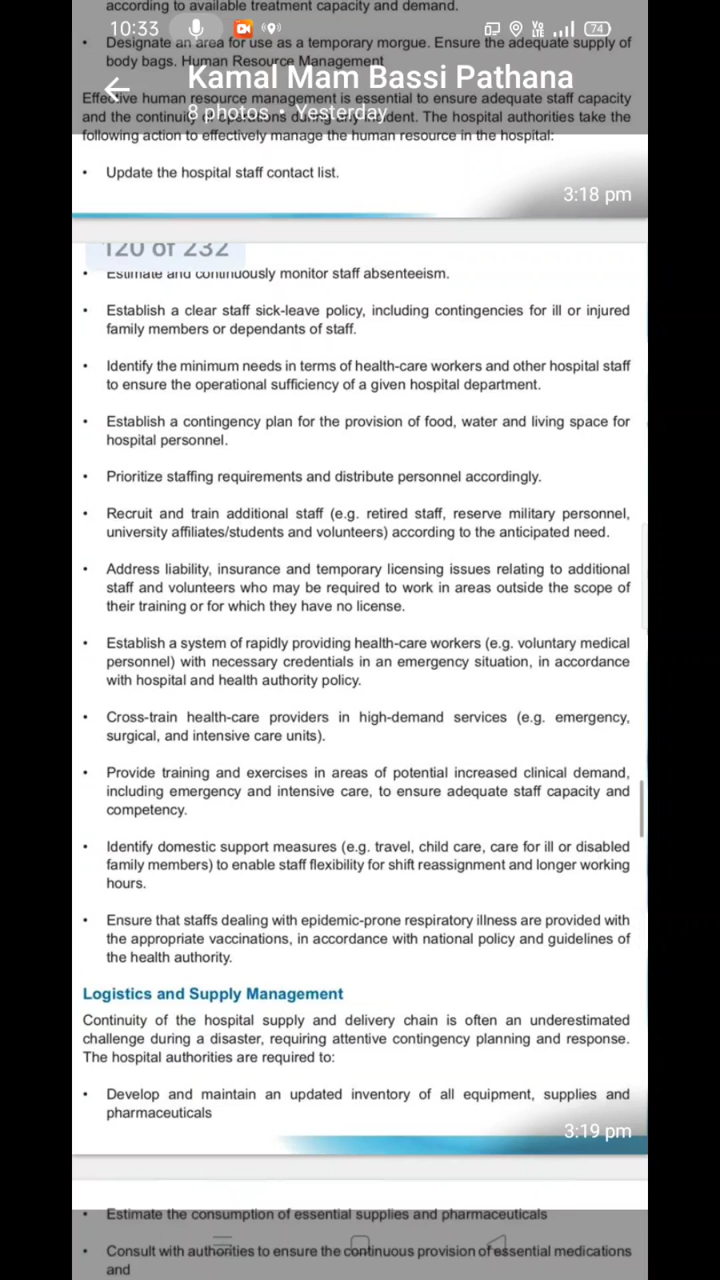 according to available treatment capacity and demand.
10:33
74
• Designate an area for use as a temporary morgue. Ensure the adequate supply of
body bags. Human Resource Management
Kamal Mam Bassi Pathana
8 photos • Yesterday
Effective human resource management is essential to ensure adequate staff capacity
and the continuity of operations during any incident. The hospital authorities take the
following action to effectively manage the human resource in the hospital:
• Update the hospital staff contact list.
3:18 pm
120 of 232
• Estimate and continuously monitor staff absenteeism.
• Establish a clear staff sick-leave policy, including contingencies for ill or injured
family members or dependants of staff.
• Identify the minimum needs in terms of health-care workers and other hospital staff
to ensure the operational sufficiency of a given hospital department.
• Establish a contingency plan for the provision of food, water and living space for
hospital personnel.
• Prioritize staffing requirements and distribute personnel accordingly.
• Recruit and train additional staff (e.g. retired staff, reserve military personnel,
university affiliates/students and volunteers) according to the anticipated need.
• Address liability, insurance and temporary licensing issues relating to additional
staff and volunteers who may be required to work in areas outside the scope of
their training or for which they have no license.
• Establish a system of rapidly providing health-care workers (e.g. voluntary medical
personnel) with necessary credentials in an emergency situation, in accordance
with hospital and health authority policy.
• Cross-train health-care providers in high-demand services (e.g. emergency,
surgical, and intensive care units).
• Provide training and exercises in areas of potential increased clinical demand,
including emergency and intensive care, to ensure adequate staff capacity and
competency.
• Identify domestic support measures (e.g. travel, child care, care for ill or disabled
family members) to enable staff flexibility for shift reassignment and longer working
hours.
• Ensure that staffs dealing with epidemic-prone respiratory illness are provided with
the appropriate vaccinations, in accordance with national policy and guidelines of
the health authority.
Logistics and Supply Management
Continuity of the hospital supply and delivery chain is often an underestimated
challenge during a disaster, requiring attentive contingency planning and response.
The hospital authorities are required to:
• Develop and maintain an updated inventory of all equipment, supplies and
pharmaceuticals
3:19 pm
• Estimate the consumption of essential supplies and pharmaceuticals
• Consult with authorities to ensure the continuous provision of essential medications
and